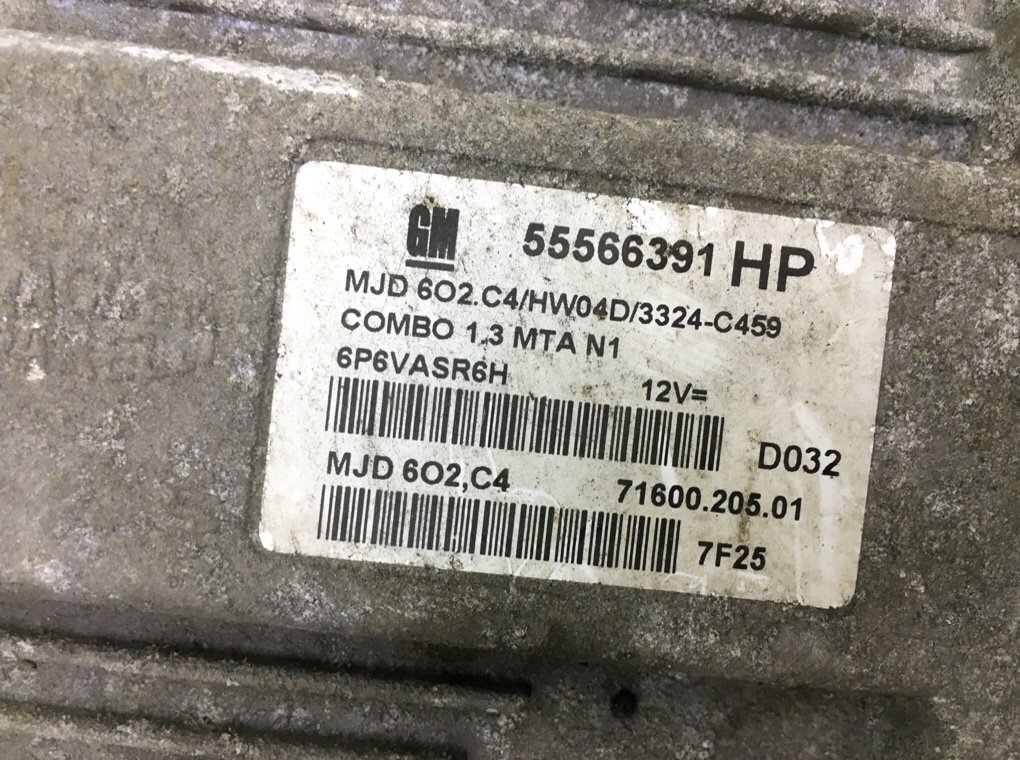 GM 55566391 HP
MJD 6O2.C4/HW04D/3324-C459
COMBO 1.3 MTA N1
6P6VASR6H 12V=
D032
MJD 6O2,C4 71600.205.01
7F25